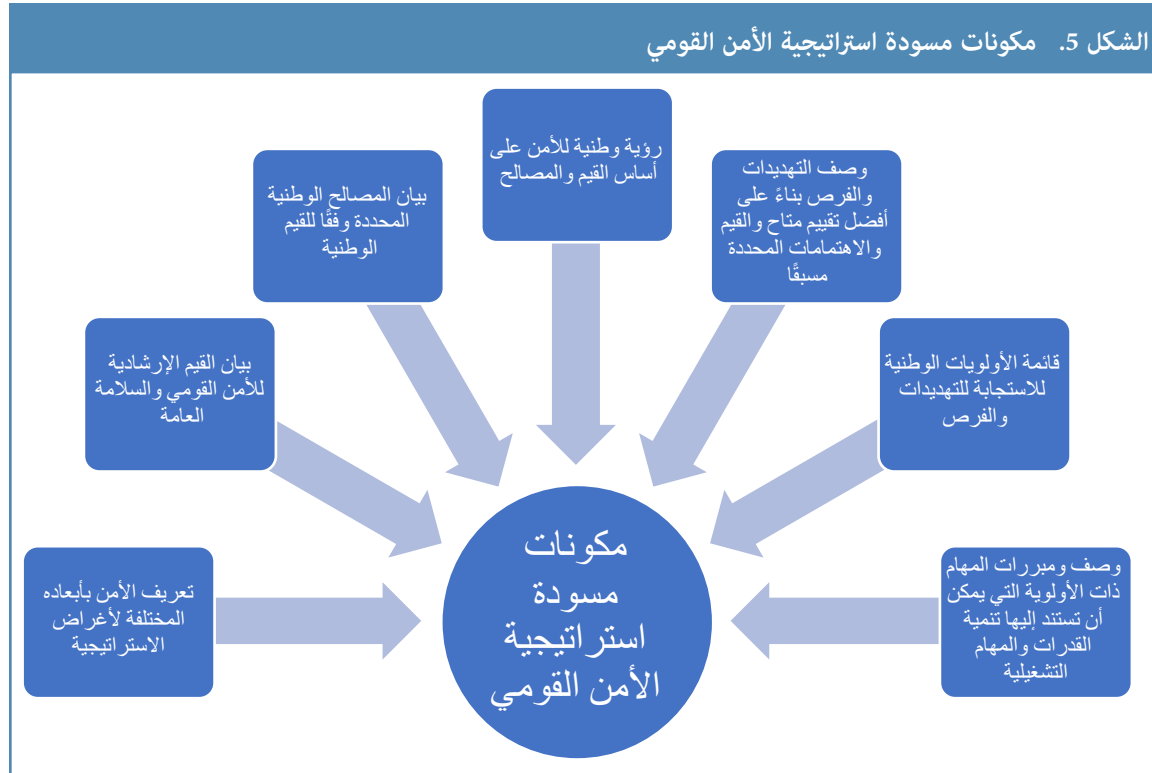 الشكل 5. مكونات مسودة استراتيجية الأمن القومي
رؤية وطنية للأمن على
أساس القيم والمصالح
وصف التهديدات
والفرص بناءً على
أفضل تقييم متاح والقيم
والاهتمامات المحددة
مسبقًا
بيان المصالح الوطنية
المحددة وفقًا للقيم
الوطنية
قائمة الأولويات الوطنية
للاستجابة للتهديدات
والفرص
بيان القيم الإرشادية
للأمن القومي والسلامة
العامة
وصف ومبررات المهام
ذات الأولوية التي يمكن
أن تستند إليها تنمية
القدرات والمهام
التشغيلية
تعريف الأمن بأبعاده
المختلفة لأغراض
الاستراتيجية
مكونات
مسودة
استراتيجية
الأمن القومي